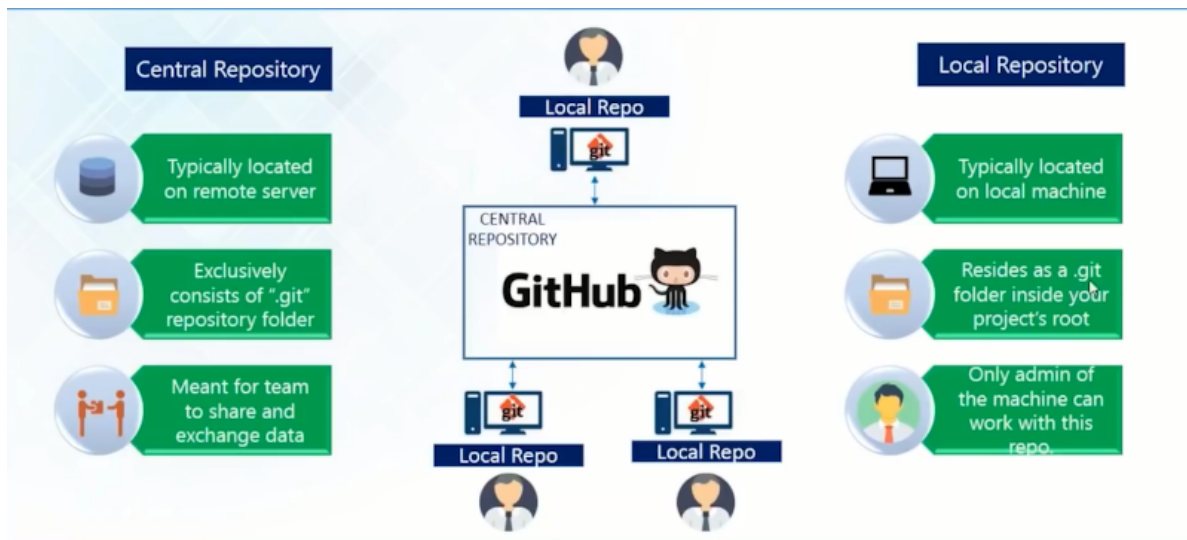 Central Repository
Typically located
on remote server
Exclusively
consists of “.git”
repository folder
Meant for team
to share and
exchange data
Local Repo
git
CENTRAL
REPOSITORY
GitHub
git
Local Repo
git
Local Repo
Local Repository
Typically located
on local machine
Resides as a .git
folder inside your
project’s root
Only admin of
the machine can
work with this
repo.